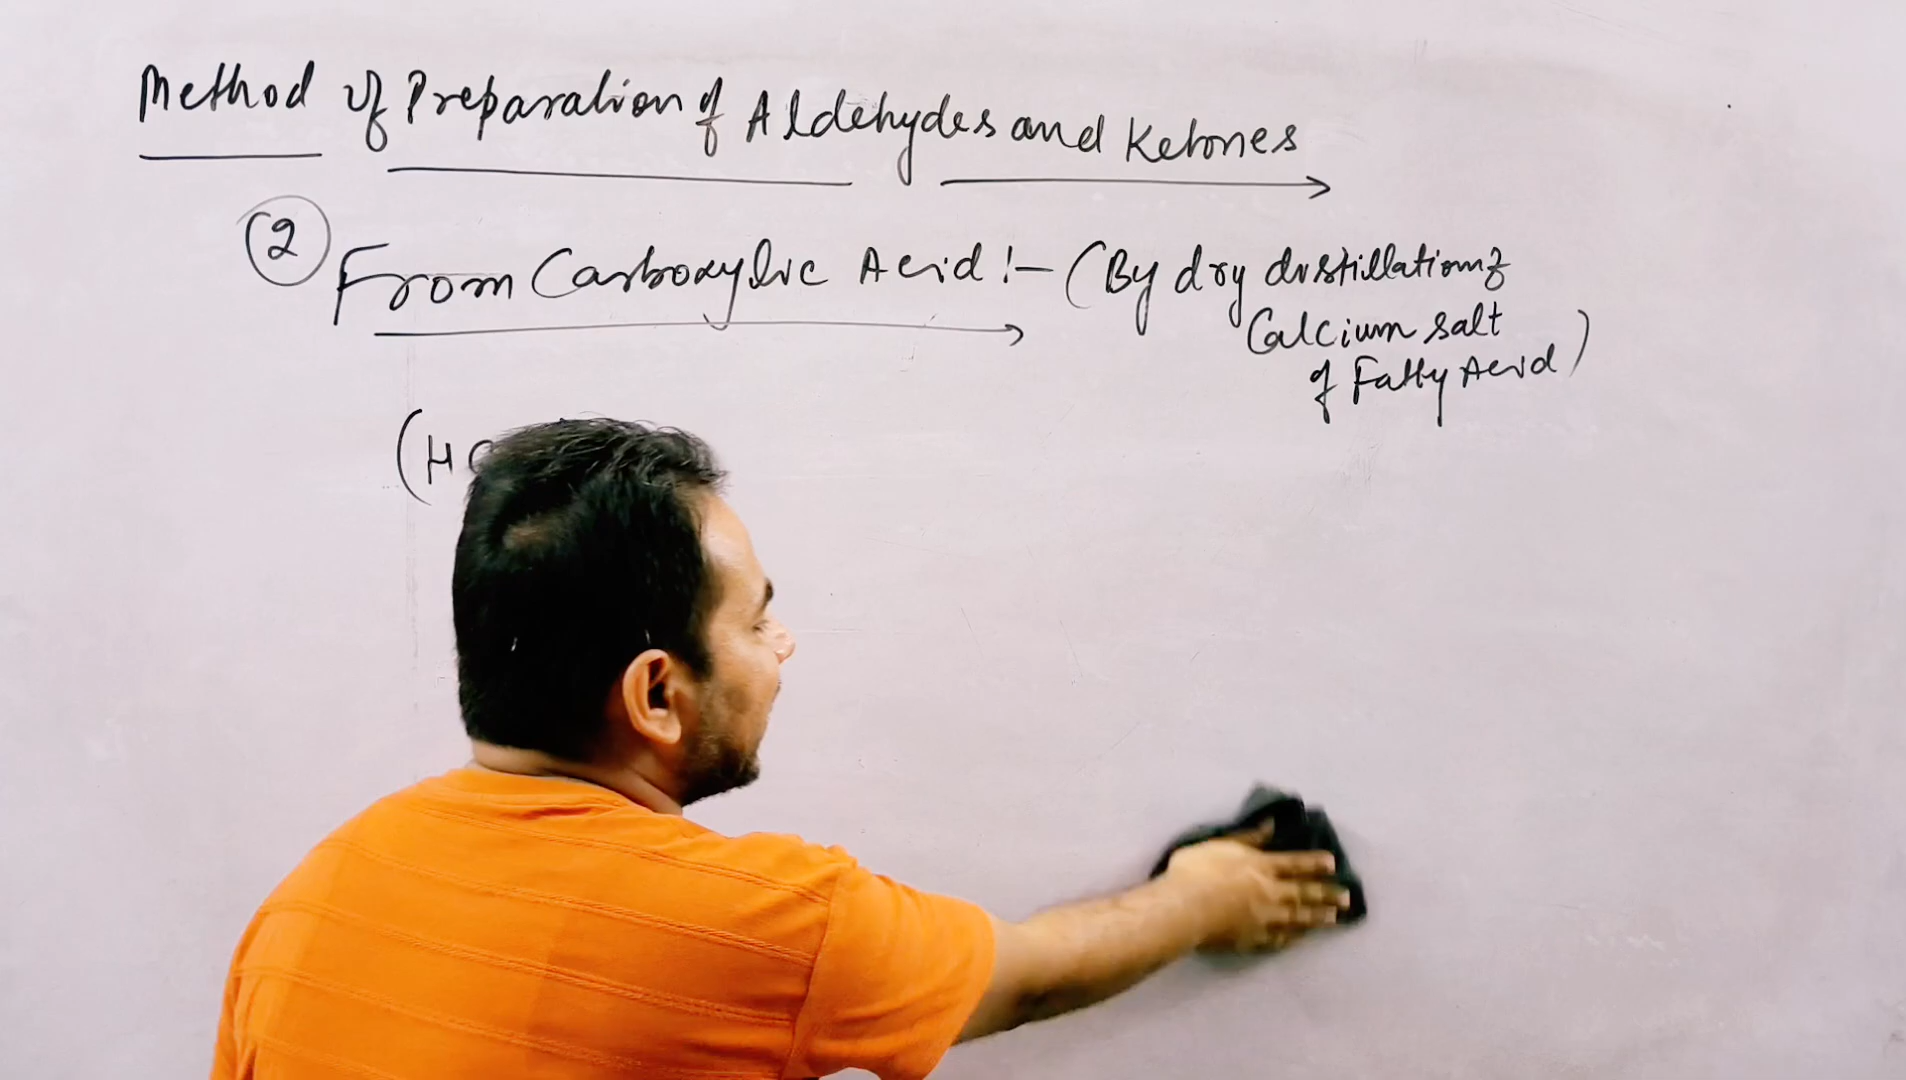 Method of Preparation of Aldehydes and Ketones
(2) From Carboxylic Acid :- (By dry distillation of
Calcium salt
of Fatty Acid)
(H